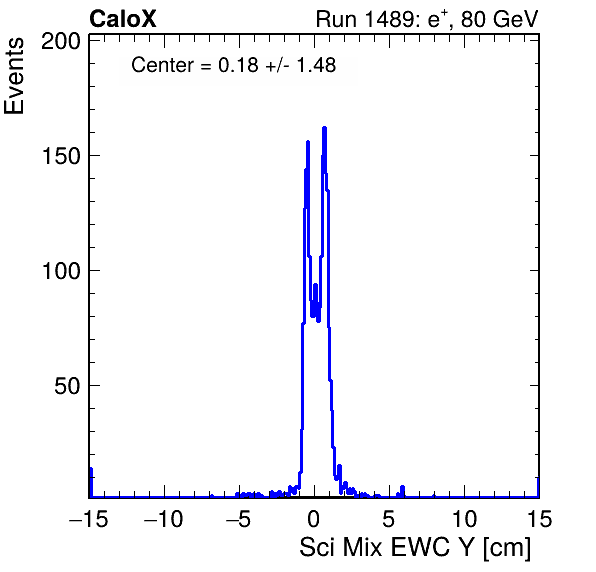 CaloX Run 1489: e⁺, 80 GeV
Events
Center = 0.18 +/- 1.48
200
150
100
50
−15 −10 −5 0 5 10 15
Sci Mix EWC Y [cm]